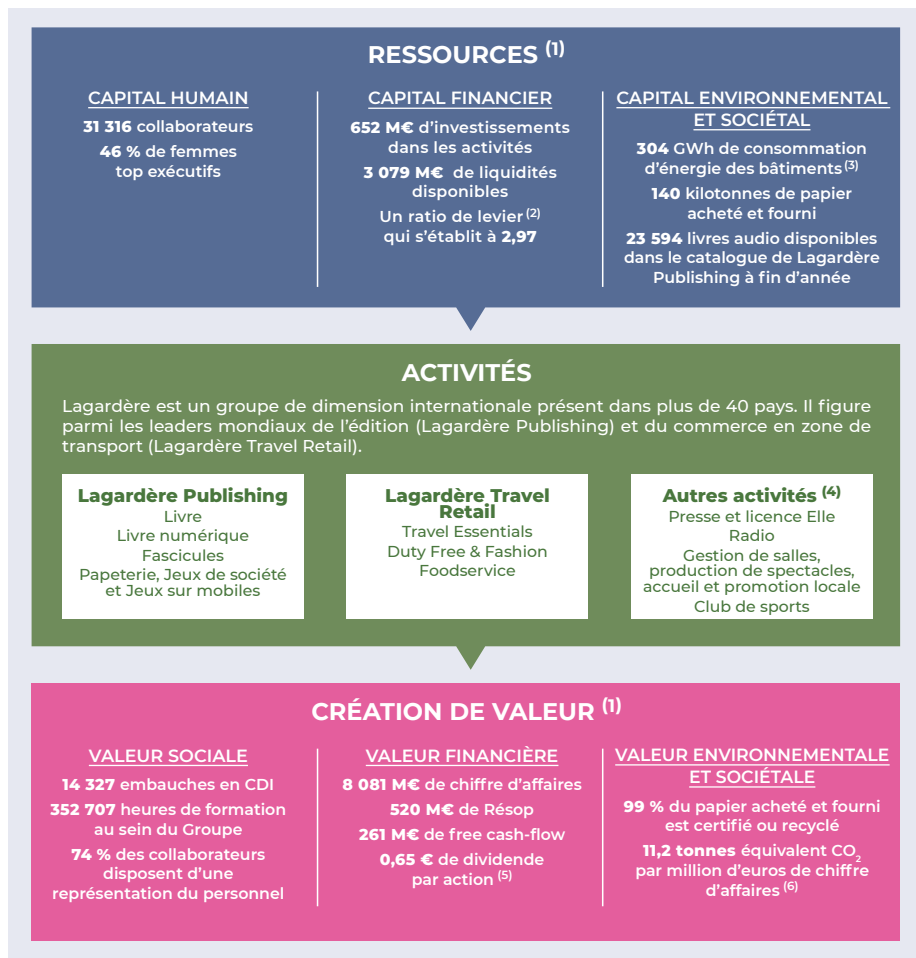 RESSOURCES (1)
CAPITAL HUMAIN
31 316 collaborateurs
46 % de femmes
top exécutifs
CAPITAL FINANCIER
652 M€ d’investissements
dans les activités
3 079 M€ de liquidités
disponibles
Un ratio de levier (2)
qui s’établit à 2,97
CAPITAL ENVIRONNEMENTAL
ET SOCIÉTAL
304 GWh de consommation
d’énergie des bâtiments (3)
140 kilotonnes de papier
acheté et fourni
23 594 livres audio disponibles
dans le catalogue de Lagardère
Publishing à fin d’année
ACTIVITÉS
Lagardère est un groupe de dimension internationale présent dans plus de 40 pays. Il figure
parmi les leaders mondiaux de l’édition (Lagardère Publishing) et du commerce en zone de
transport (Lagardère Travel Retail).
Lagardère Publishing
Livre
Livre numérique
Fascicules
Papeterie, Jeux de société
et Jeux sur mobiles
Lagardère Travel
Retail
Travel Essentials
Duty Free & Fashion
Foodservice
Autres activités (4)
Presse et licence Elle
Radio
Gestion de salles,
production de spectacles,
accueil et promotion locale
Club de sports
CRÉATION DE VALEUR (1)
VALEUR SOCIALE
14 327 embauches en CDI
352 707 heures de formation
au sein du Groupe
74 % des collaborateurs
disposent d’une
représentation du personnel
VALEUR FINANCIÈRE
8 081 M€ de chiffre d’affaires
520 M€ de Résop
261 M€ de free cash-flow
0,65 € de dividende
par action (5)
VALEUR ENVIRONNEMENTALE
ET SOCIÉTALE
99 % du papier acheté et fourni
est certifié ou recyclé
11,2 tonnes équivalent CO2
par million d’euros de chiffre
d’affaires (6)